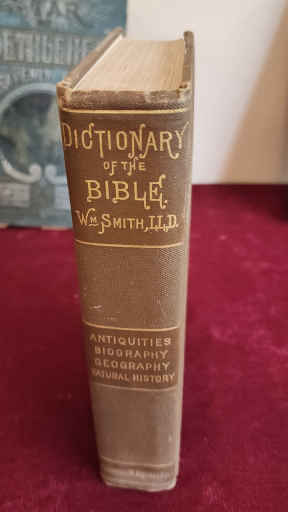 DICTIONARY
OF THE
BIBLE.
WM SMITH, LL.D.
ANTIQUITIES
BIOGRAPHY
GEOGRAPHY
NATURAL HISTORY